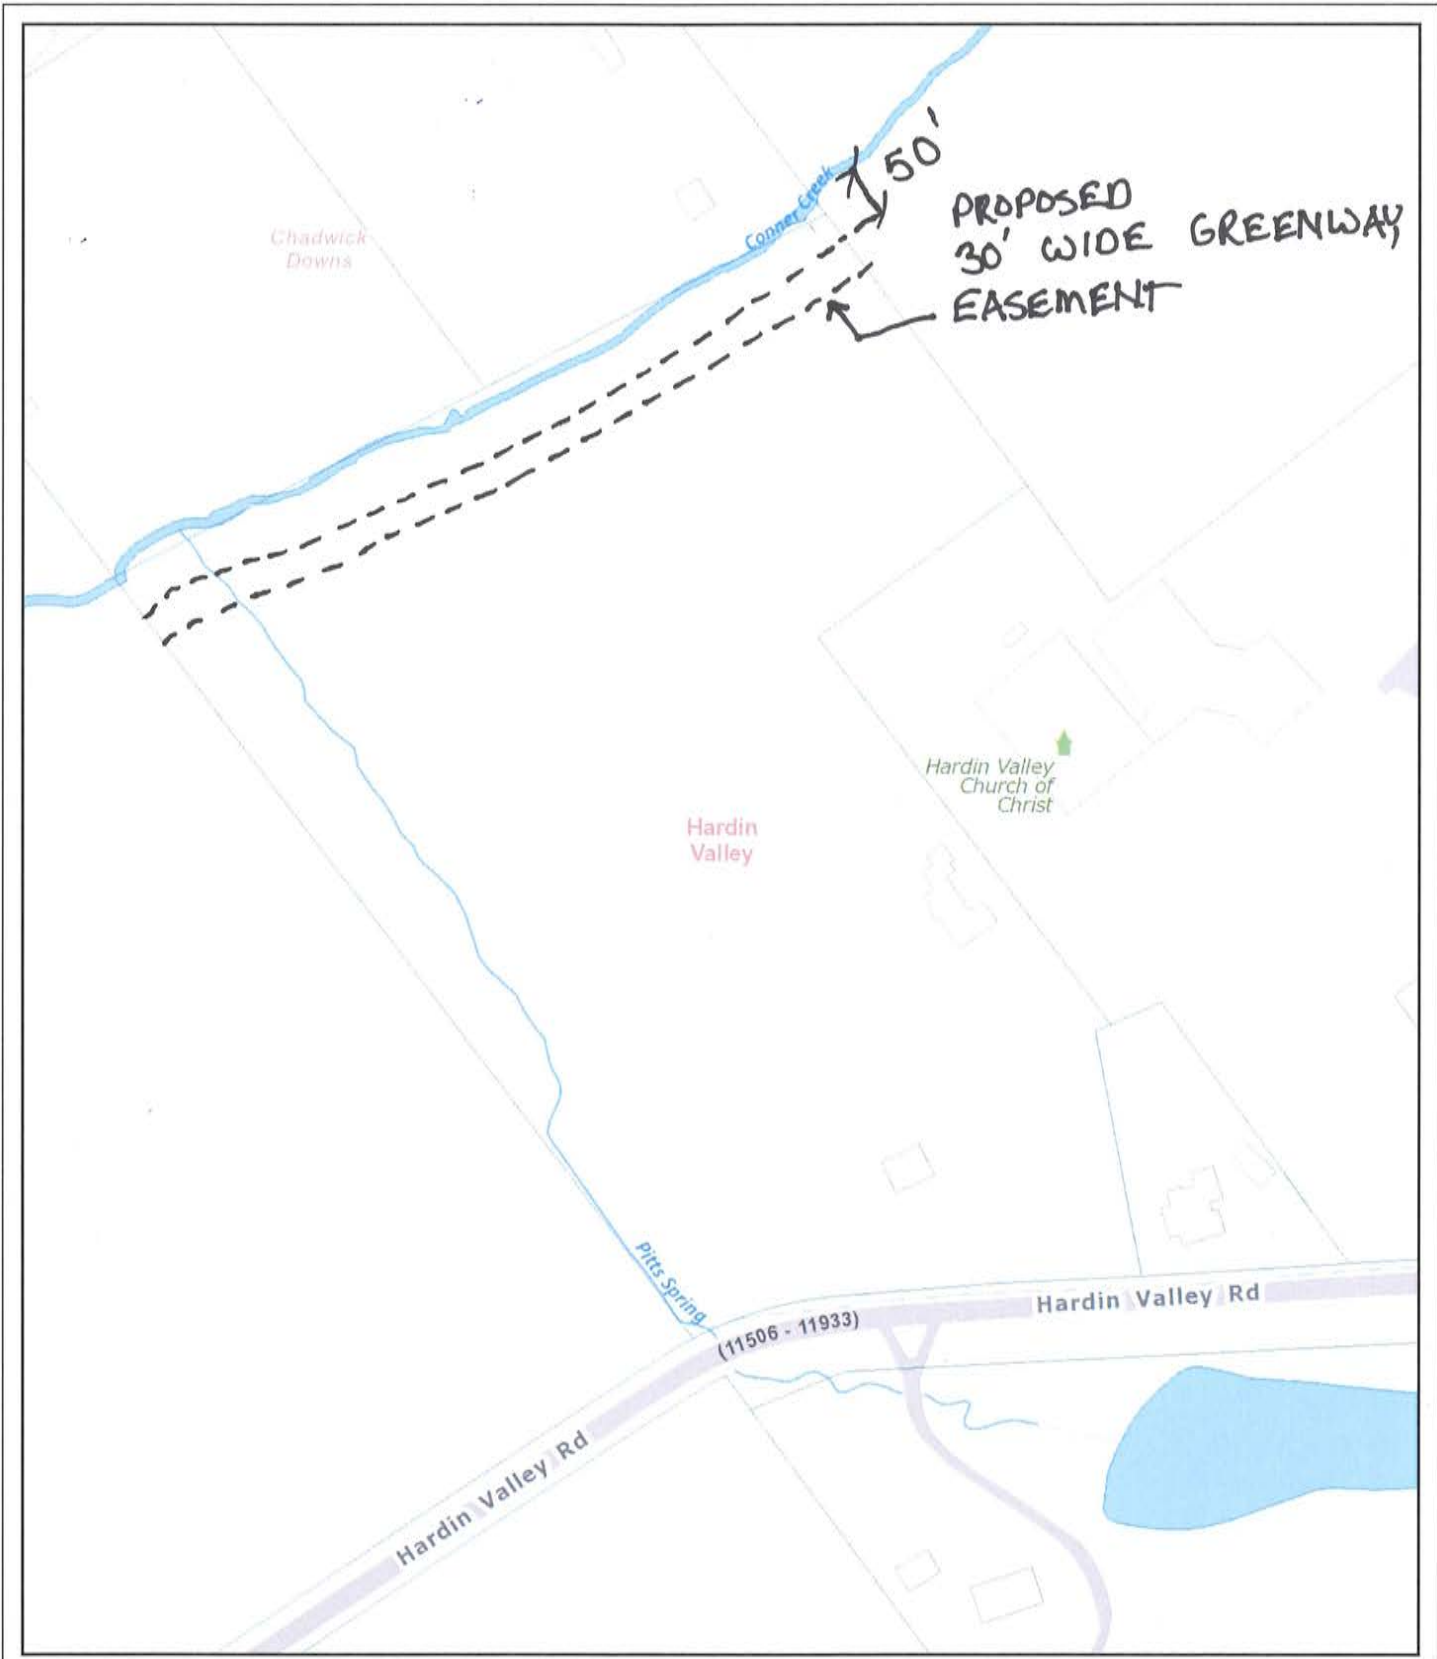 50'
PROPOSED
30' WIDE GREENWAY
EASEMENT
Conner Creek
Chadwick
Downs
Hardin Valley
Church of
Christ
Hardin
Valley
Pitts Spring
(11506 - 11933)
Hardin Valley Rd
Hardin Valley Rd